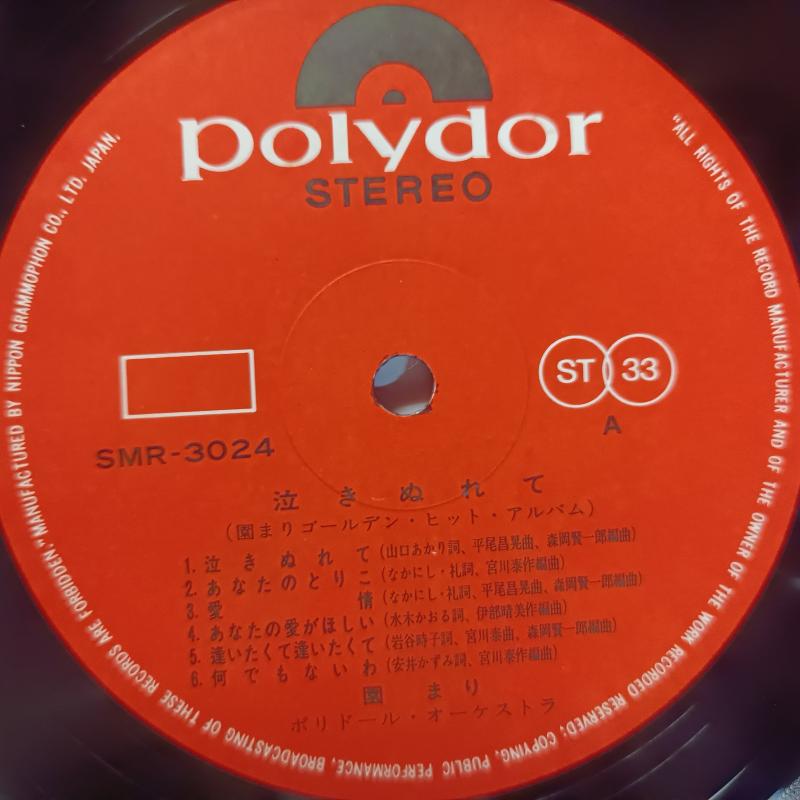 polydor
STEREO
ST 33
A
SMR-3024
泣きぬれて
(園まりゴールデン・ヒット・アルバム)
1. 泣きぬれて (山口あかり詞、平尾昌晃曲、森岡賢一郎編曲)
2. あなたのとりこ (なかにし・礼詞、宮川泰作編曲)
3. 愛情 (なかにし・礼詞、平尾昌晃曲、森岡賢一郎編曲)
4. あなたの愛がほしい (水木かおる詞、伊部晴美作編曲)
5. 逢いたくて逢いたくて (岩谷時子詞、宮川泰曲、森岡賢一郎編曲)
6. 何でもないわ (安井かずみ詞、宮川泰作編曲)
園まり
ポリドール・オーケストラ
"ALL RIGHTS OF THE RECORD MANUFACTURER AND OF THE OWNER OF THE WORK RECORDED RESERVED; COPYING, PUBLIC PERFORMANCE, BROADCASTING OF THESE RECORDS ARE FORBIDDEN." MANUFACTURED BY NIPPON GRAMMOPHON CO., LTD. JAPAN.